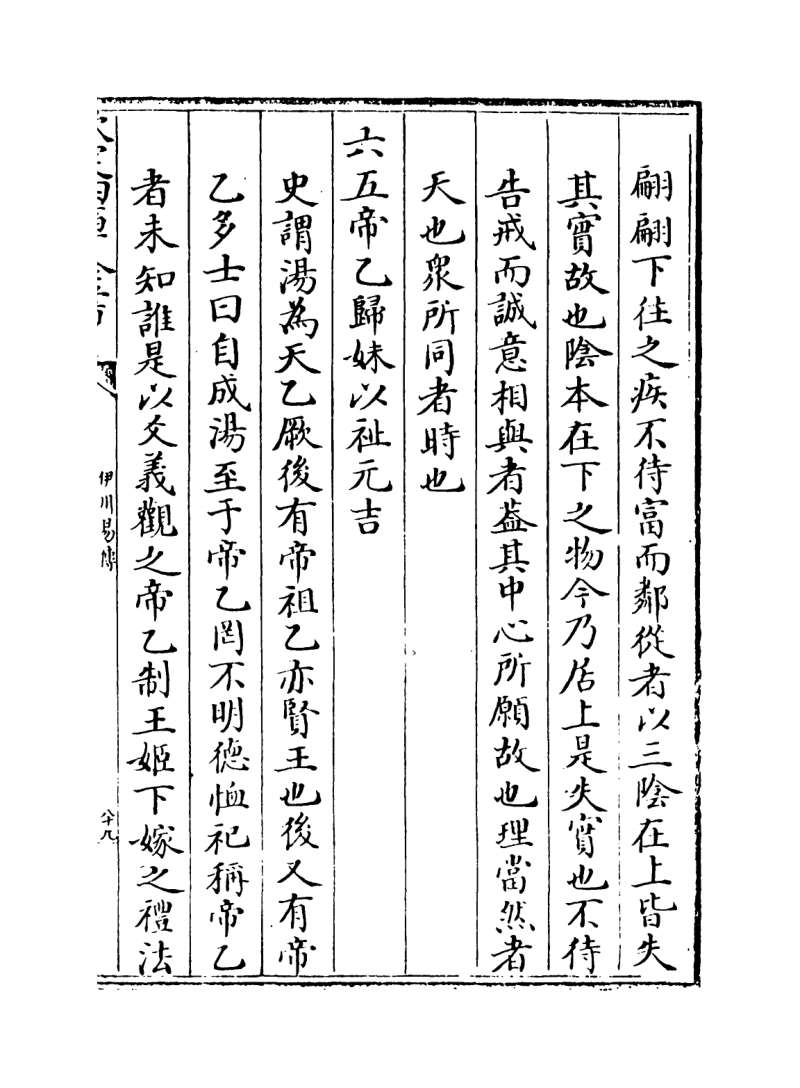 翩翩下往之疾不待富而鄰從者以三陰在上皆失
其實故也陰本在下之物今乃居上是失實也不待
告戒而誠意相與者蓋其中心所願故也理當然者
天也衆所同者時也
六五帝乙歸妹以祉元吉
史謂湯為天乙厥後有帝祖乙亦賢王也後又有帝
乙多士曰自成湯至于帝乙罔不明德恤祀稱帝乙
者未知誰是以爻義觀之帝乙制王姬下嫁之禮法
伊川易傳
八十九